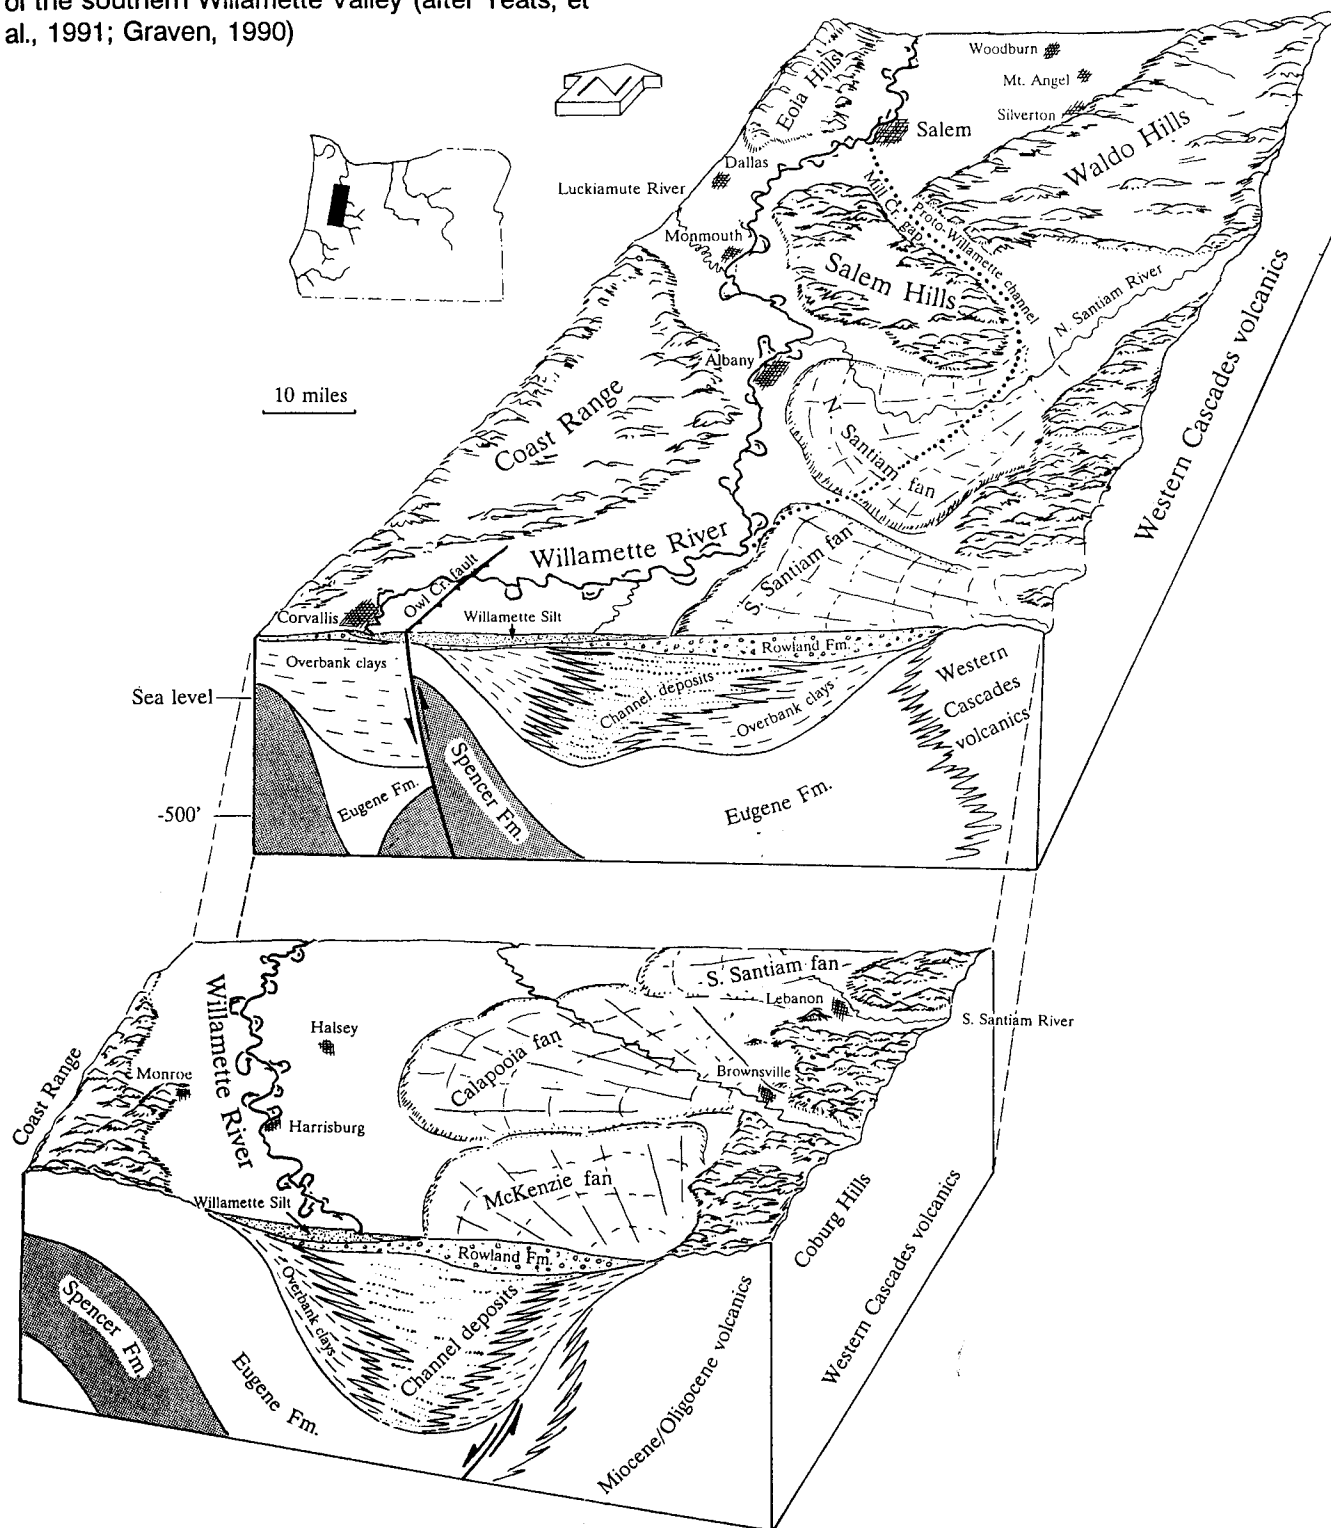 of the southern Willamette Valley (after Yeats, et
al., 1991; Graven, 1990)
N
Woodburn
Mt. Angel
Silverton
Eola Hills
Salem
Waldo Hills
Dallas
Luckiamute River
Mill Cr. gap
Proto-Willamette channel
Monmouth
Salem Hills
N. Santiam River
Albany
10 miles
Coast Range
N. Santiam fan
Western Cascades volcanics
Willamette River
S. Santiam fan
Owl Cr. fault
Corvallis
Willamette Silt
Rowland Fm.
Overbank clays
Western
Cascades
volcanics
Sea level
Channel deposits
Overbank clays
Spencer Fm.
Eugene Fm.
Eugene Fm.
-500'
S. Santiam fan
Lebanon
S. Santiam River
Willamette River
Halsey
Calapooia fan
Coast Range
Monroe
Brownsville
Harrisburg
McKenzie fan
Willamette Silt
Coburg Hills
Western Cascades volcanics
Rowland Fm.
Overbank clays
Channel deposits
Spencer Fm.
Eugene Fm.
Miocene/Oligocene volcanics